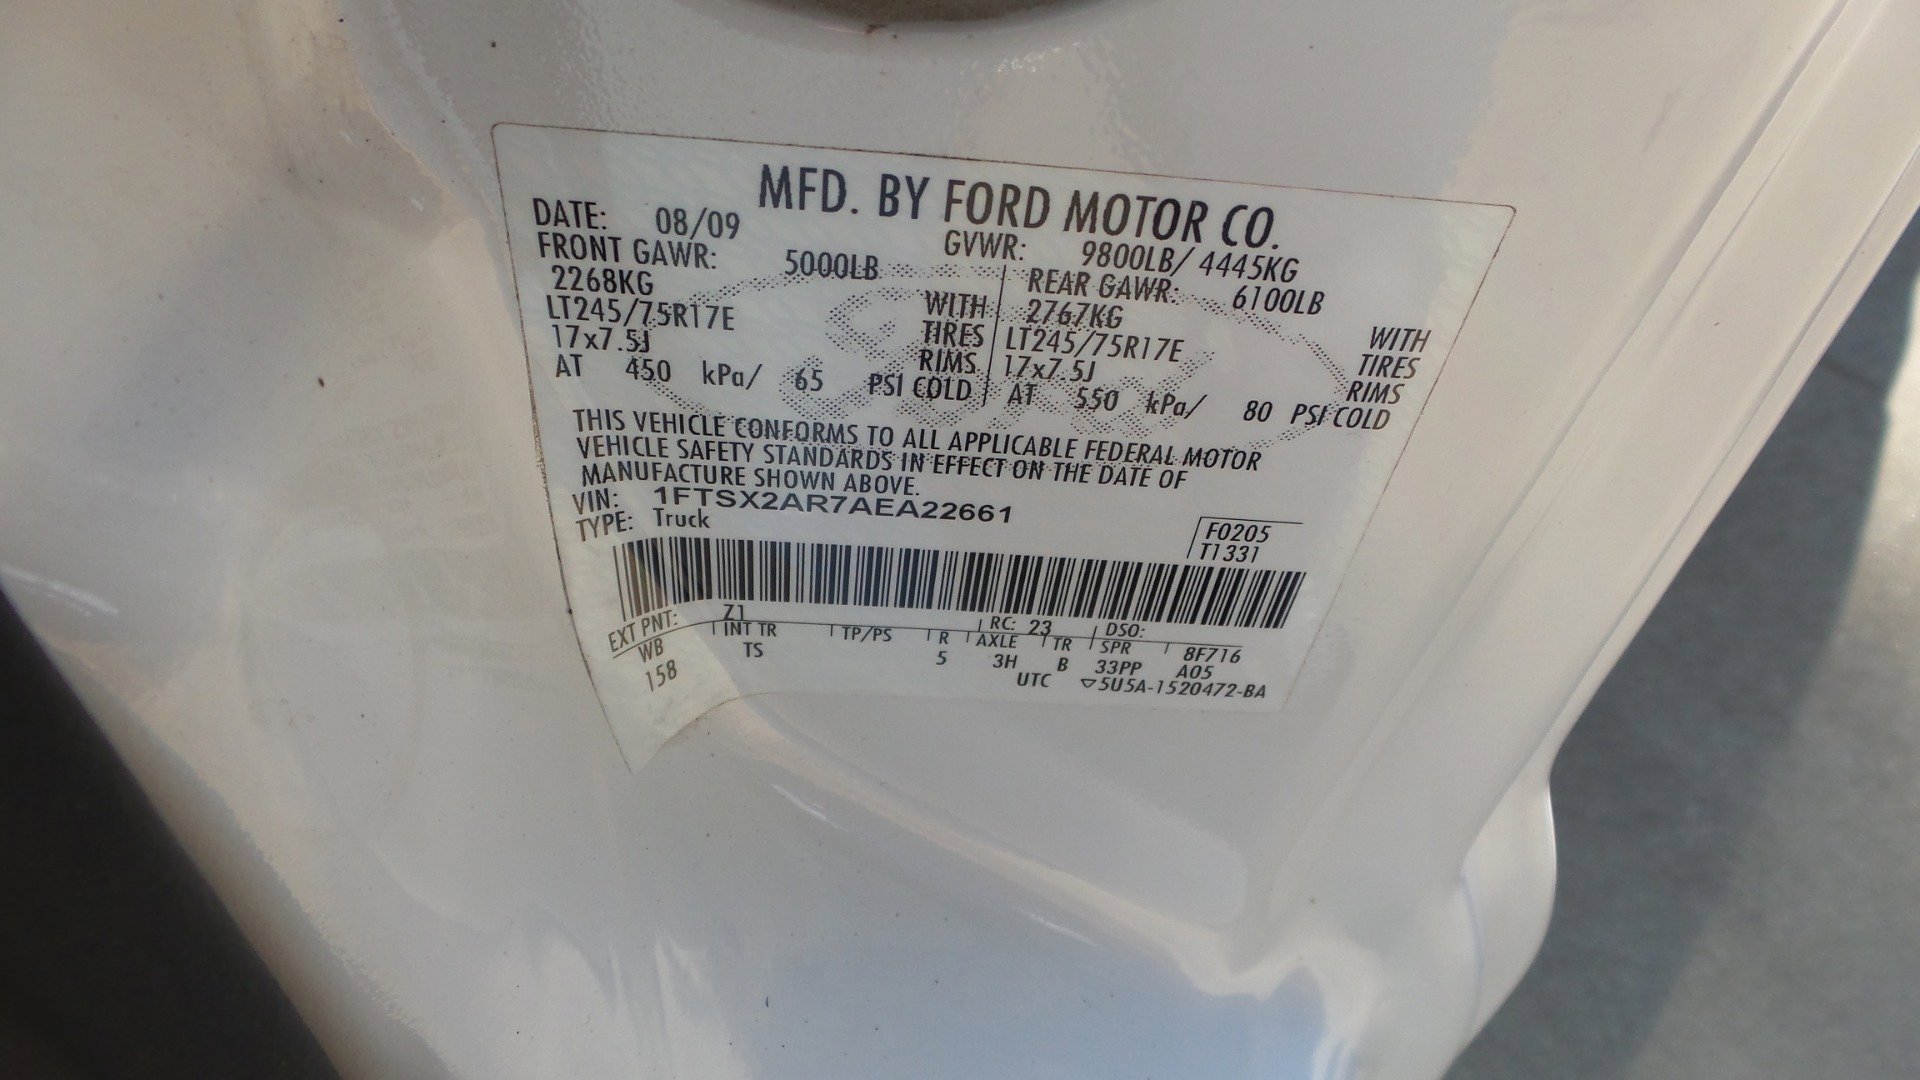 MFD. BY FORD MOTOR CO.
DATE: 08/09 GVWR: 9800LB/ 4445KG
FRONT GAWR: 5000LB REAR GAWR: 6100LB
2268KG WITH 2767KG WITH
LT245/75R17E TIRES LT245/75R17E TIRES
17x7.5J RIMS 17x7.5J RIMS
AT 450 kPa/ 65 PSI COLD AT 550 kPa/ 80 PSI COLD
THIS VEHICLE CONFORMS TO ALL APPLICABLE FEDERAL MOTOR
VEHICLE SAFETY STANDARDS IN EFFECT ON THE DATE OF
MANUFACTURE SHOWN ABOVE.
VIN: 1FTSX2AR7AEA22661
TYPE: Truck
F0205
T1331
EXT PNT: Z1 RC: 23 DSO:
WB INT TR TP/PS R AXLE TR SPR 8F716
158 TS 5 3H B 33PP A05
UTC ▽5U5A-1520472-BA